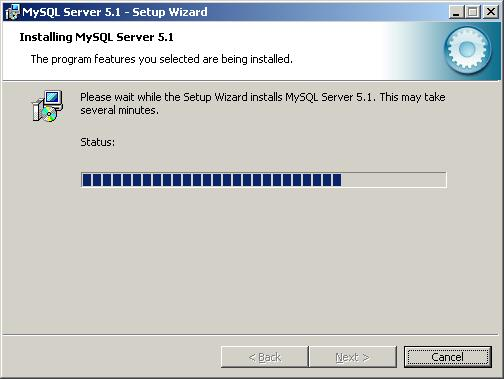 MySQL Server 5.1 - Setup Wizard
Installing MySQL Server 5.1
The program features you selected are being installed.
Please wait while the Setup Wizard installs MySQL Server 5.1. This may take
several minutes.
Status:
< Back Next > Cancel